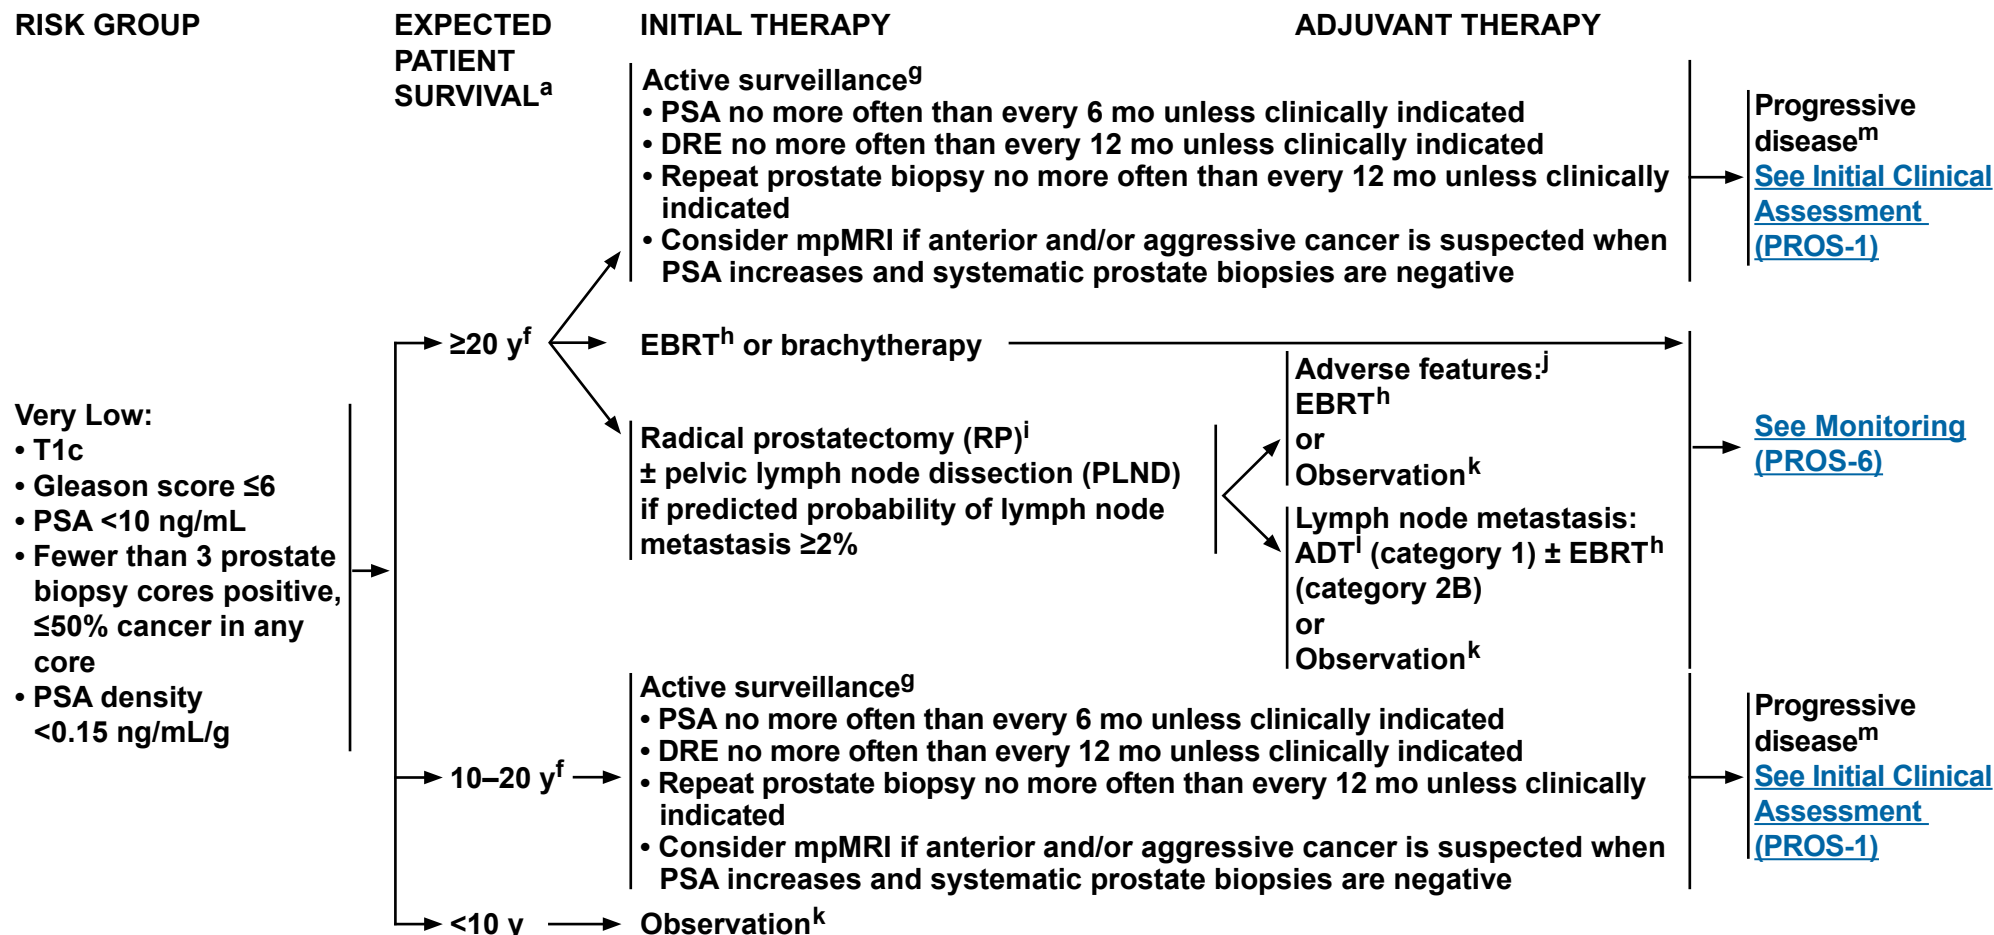 RISK GROUP
EXPECTED
PATIENT
SURVIVALa
INITIAL THERAPY
ADJUVANT THERAPY
Very Low:
• T1c
• Gleason score ≤6
• PSA <10 ng/mL
• Fewer than 3 prostate
biopsy cores positive,
≤50% cancer in any
core
• PSA density
<0.15 ng/mL/g
≥20 yf
Active surveillanceg
• PSA no more often than every 6 mo unless clinically indicated
• DRE no more often than every 12 mo unless clinically indicated
• Repeat prostate biopsy no more often than every 12 mo unless clinically
indicated
• Consider mpMRI if anterior and/or aggressive cancer is suspected when
PSA increases and systematic prostate biopsies are negative
Progressive
diseasem
See Initial Clinical
Assessment
(PROS-1)
EBRTh or brachytherapy
Radical prostatectomy (RP)i
± pelvic lymph node dissection (PLND)
if predicted probability of lymph node
metastasis ≥2%
Adverse features:j
EBRTh
or
Observationk
Lymph node metastasis:
ADTl (category 1) ± EBRTh
(category 2B)
or
Observationk
See Monitoring
(PROS-6)
10–20 yf
Active surveillanceg
• PSA no more often than every 6 mo unless clinically indicated
• DRE no more often than every 12 mo unless clinically indicated
• Repeat prostate biopsy no more often than every 12 mo unless clinically
indicated
• Consider mpMRI if anterior and/or aggressive cancer is suspected when
PSA increases and systematic prostate biopsies are negative
Progressive
diseasem
See Initial Clinical
Assessment
(PROS-1)
<10 y
Observationk